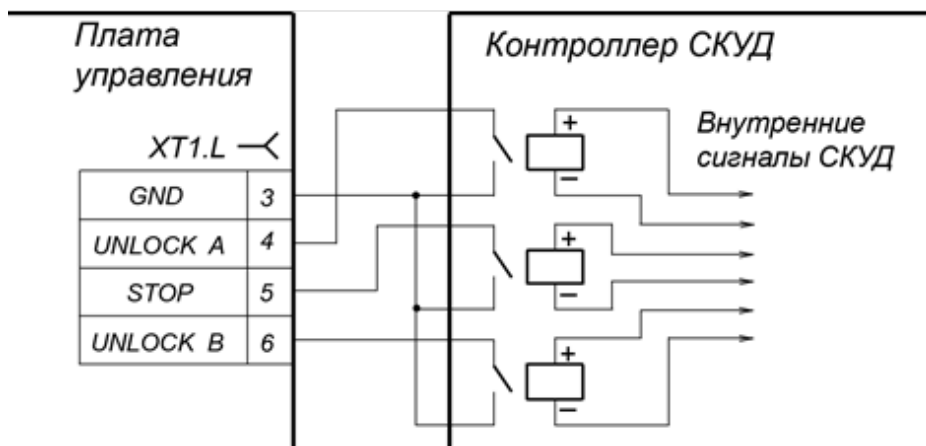 Плата
управления
Контроллер СКУД
XT1.L
GND 3
UNLOCK A 4
STOP 5
UNLOCK B 6
+
−
+
−
+
−
Внутренние
сигналы СКУД